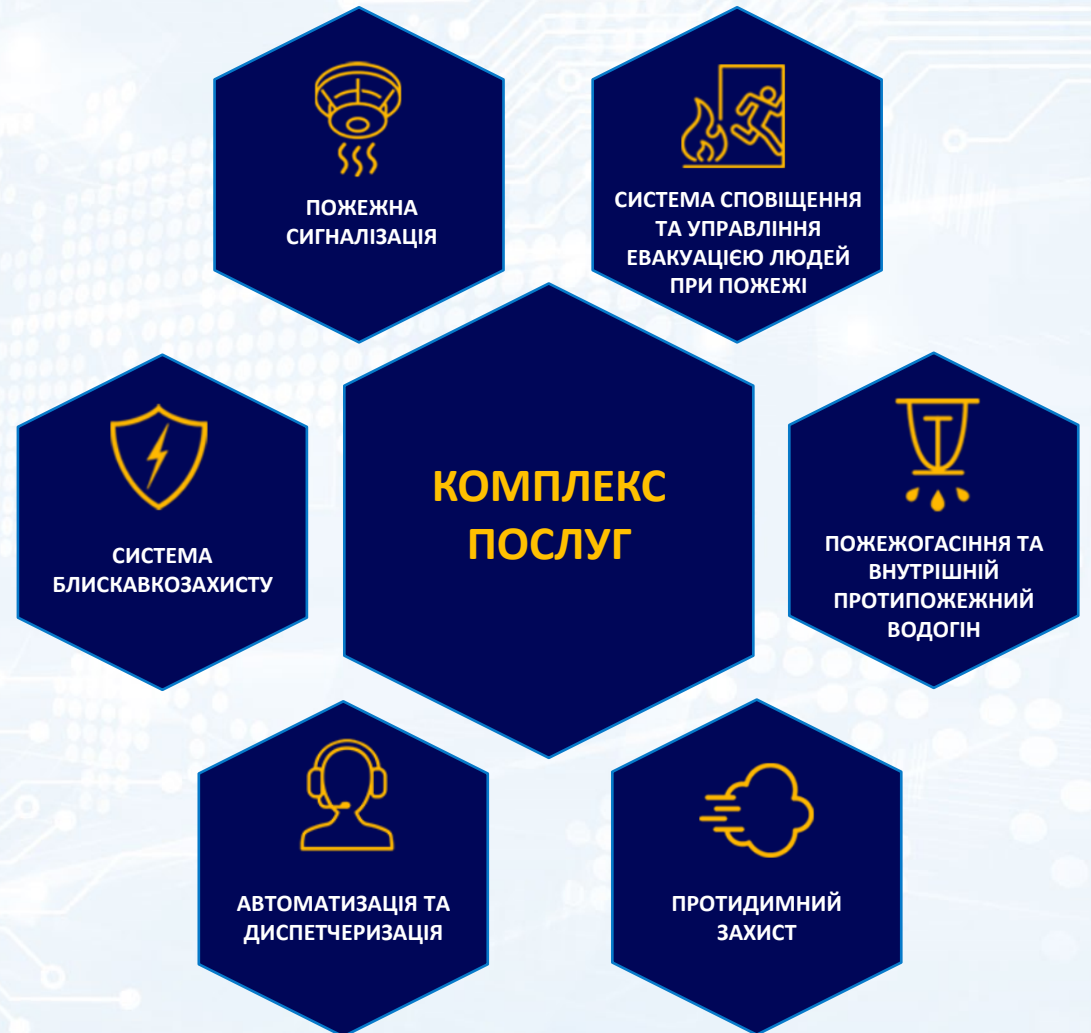 ПОЖЕЖНА
СИГНАЛІЗАЦІЯ
СИСТЕМА СПОВІЩЕННЯ
ТА УПРАВЛІННЯ
ЕВАКУАЦІЄЮ ЛЮДЕЙ
ПРИ ПОЖЕЖІ
КОМПЛЕКС
ПОСЛУГ
СИСТЕМА
БЛИСКАВКОЗАХИСТУ
ПОЖЕЖОГАСІННЯ ТА
ВНУТРІШНІЙ
ПРОТИПОЖЕЖНИЙ
ВОДОГІН
АВТОМАТИЗАЦІЯ ТА
ДИСПЕТЧЕРИЗАЦІЯ
ПРОТИДИМНИЙ
ЗАХИСТ